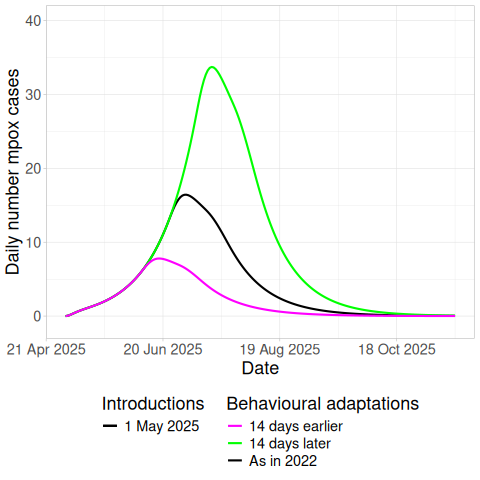 Daily number mpox cases
40
30
20
10
0
21 Apr 2025
20 Jun 2025
19 Aug 2025
18 Oct 2025
Date
Introductions
1 May 2025
Behavioural adaptations
14 days earlier
14 days later
As in 2022